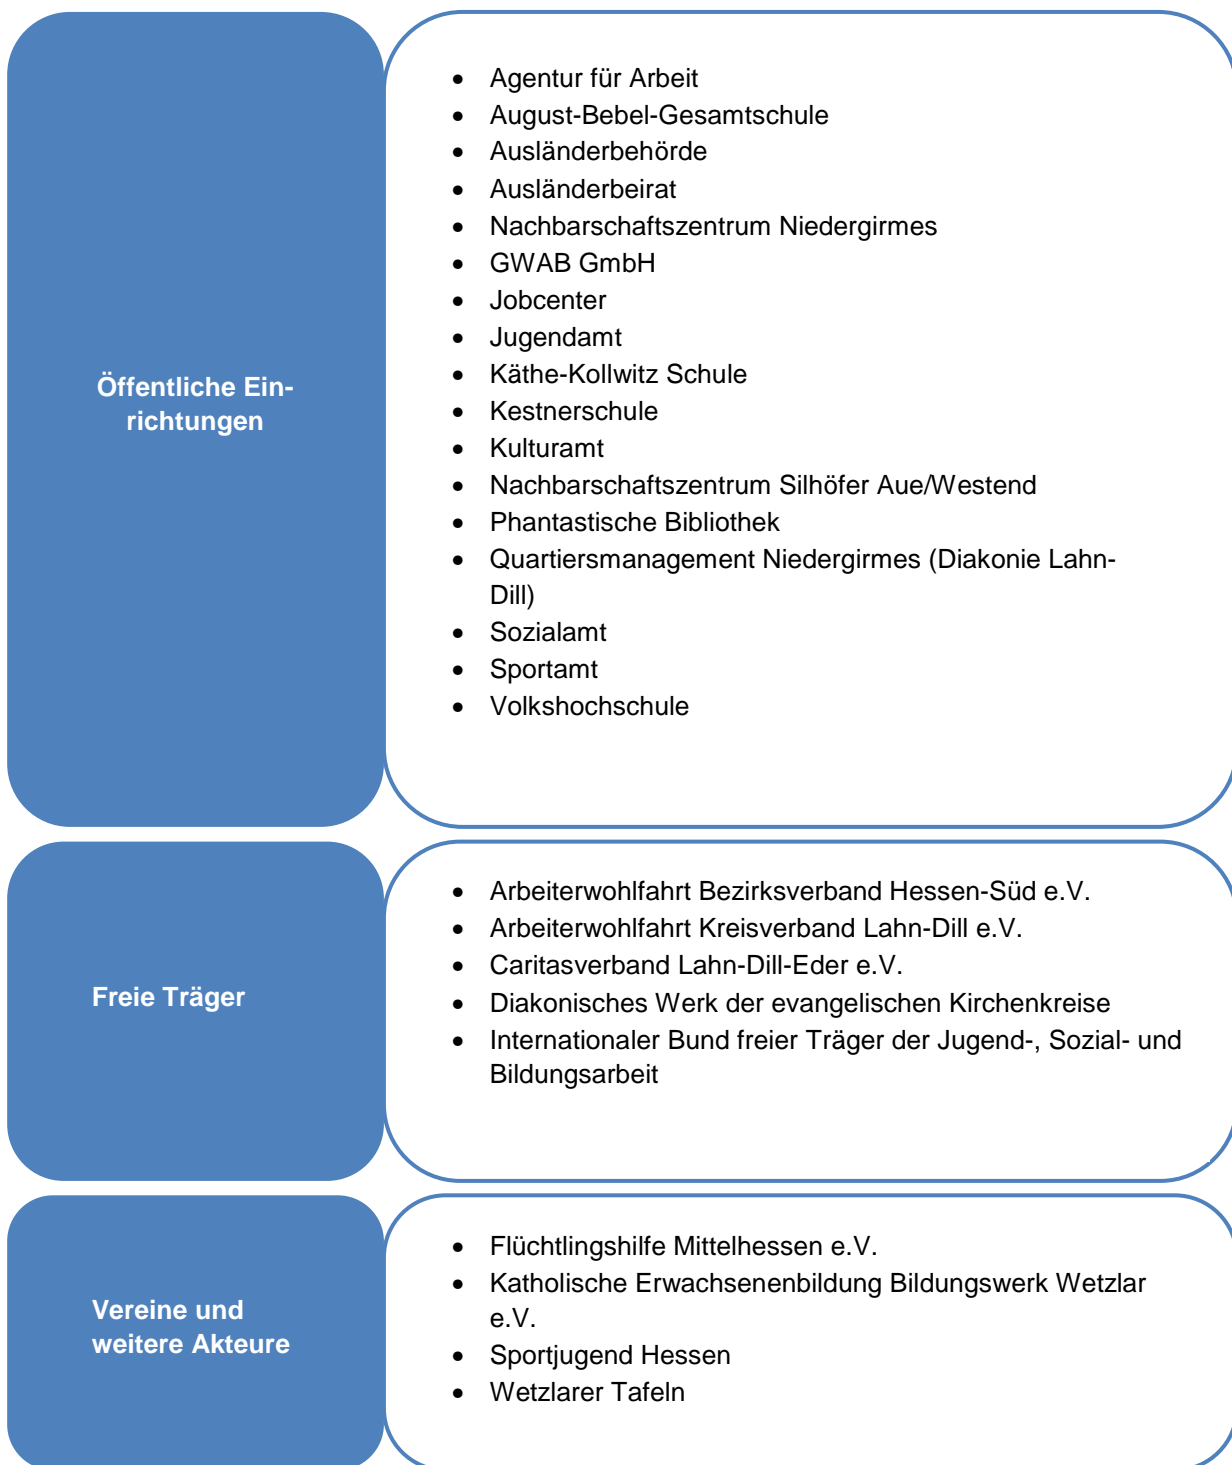 Öffentliche Ein-
richtungen
• Agentur für Arbeit
• August-Bebel-Gesamtschule
• Ausländerbehörde
• Ausländerbeirat
• Nachbarschaftszentrum Niedergirmes
• GWAB GmbH
• Jobcenter
• Jugendamt
• Käthe-Kollwitz Schule
• Kestnerschule
• Kulturamt
• Nachbarschaftszentrum Silhöfer Aue/Westend
• Phantastische Bibliothek
• Quartiersmanagement Niedergirmes (Diakonie Lahn-
Dill)
• Sozialamt
• Sportamt
• Volkshochschule
Freie Träger
• Arbeiterwohlfahrt Bezirksverband Hessen-Süd e.V.
• Arbeiterwohlfahrt Kreisverband Lahn-Dill e.V.
• Caritasverband Lahn-Dill-Eder e.V.
• Diakonisches Werk der evangelischen Kirchenkreise
• Internationaler Bund freier Träger der Jugend-, Sozial- und
Bildungsarbeit
Vereine und
weitere Akteure
• Flüchtlingshilfe Mittelhessen e.V.
• Katholische Erwachsenenbildung Bildungswerk Wetzlar
e.V.
• Sportjugend Hessen
• Wetzlarer Tafeln